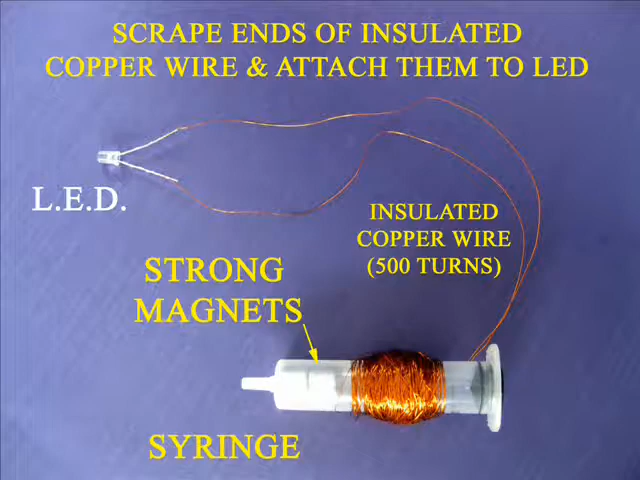 SCRAPE ENDS OF INSULATED
COPPER WIRE & ATTACH THEM TO LED
L.E.D.
INSULATED
COPPER WIRE
(500 TURNS)
STRONG
MAGNETS
SYRINGE